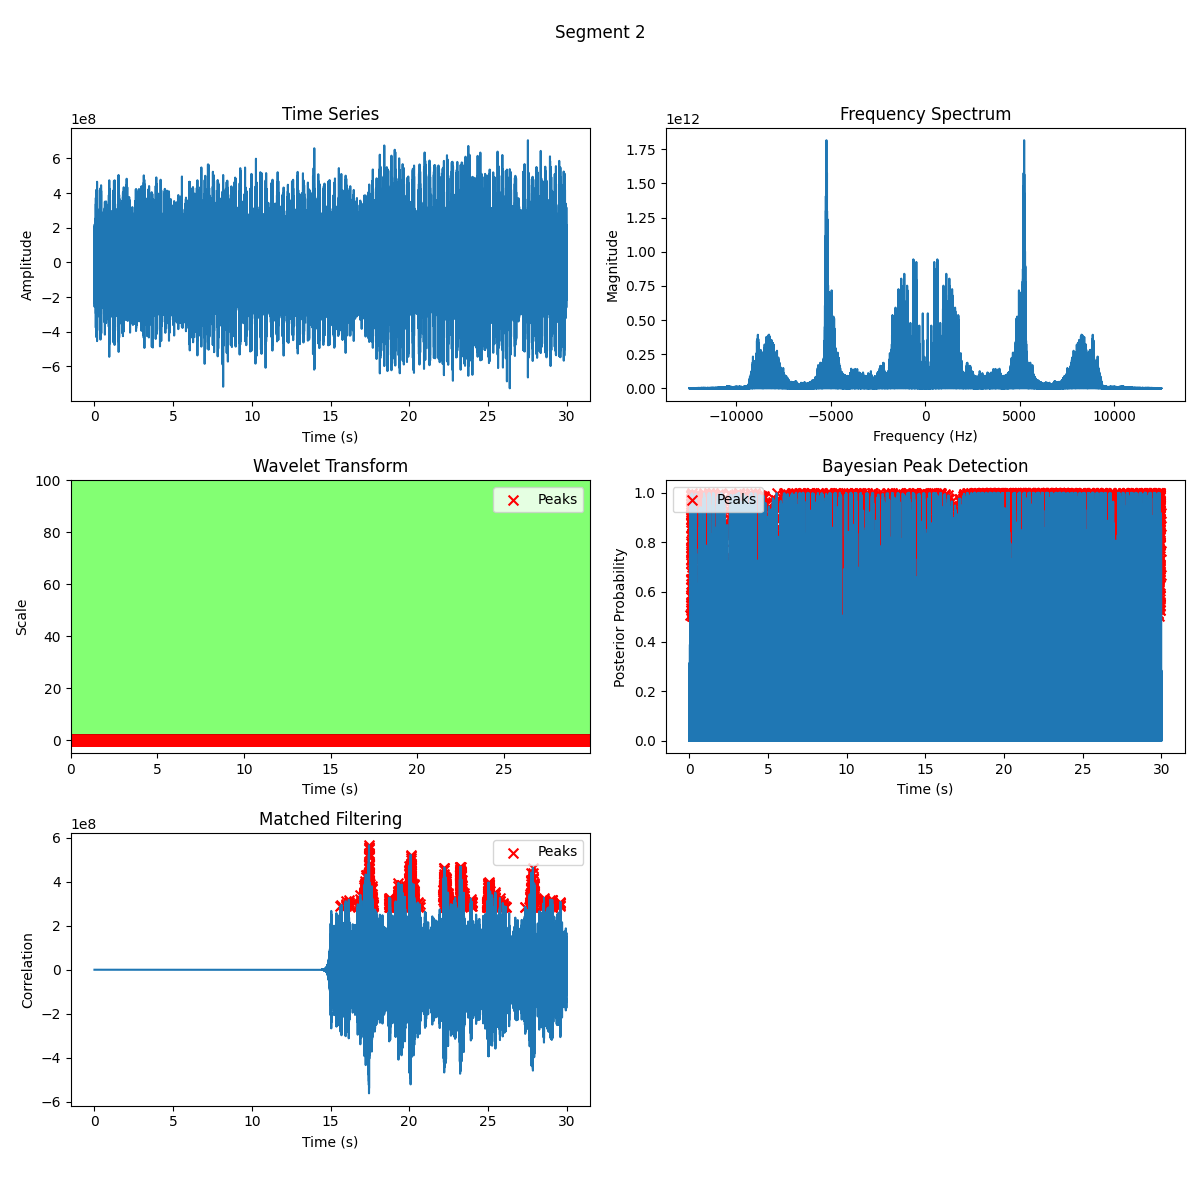 Segment 2
Time Series
1e8
6
4
2
0
−2
−4
−6
Amplitude
0 5 10 15 20 25 30
Time (s)
Frequency Spectrum
1e12
1.75
1.50
1.25
1.00
0.75
0.50
0.25
0.00
Magnitude
−10000 −5000 0 5000 10000
Frequency (Hz)
Wavelet Transform
100
80
60
40
20
0
Scale
Peaks
0 5 10 15 20 25
Time (s)
Bayesian Peak Detection
1.0
0.8
0.6
0.4
0.2
0.0
Posterior Probability
Peaks
0 5 10 15 20 25 30
Time (s)
Matched Filtering
1e8
6
4
2
0
−2
−4
−6
Correlation
Peaks
0 5 10 15 20 25 30
Time (s)